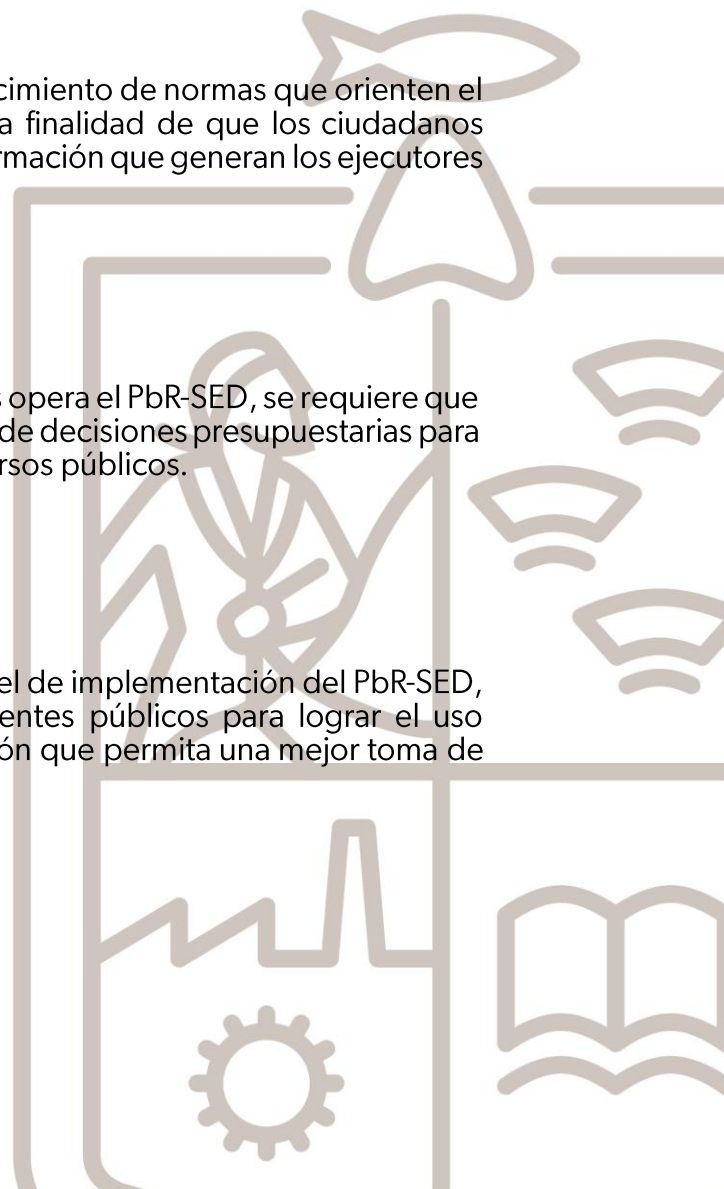 cimiento de normas que orienten el
a finalidad de que los ciudadanos
rmación que generan los ejecutores
s opera el PbR-SED, se requiere que
de decisiones presupuestarias para
rsos públicos.
el de implementación del PbR-SED,
entes públicos para lograr el uso
ón que permita una mejor toma de